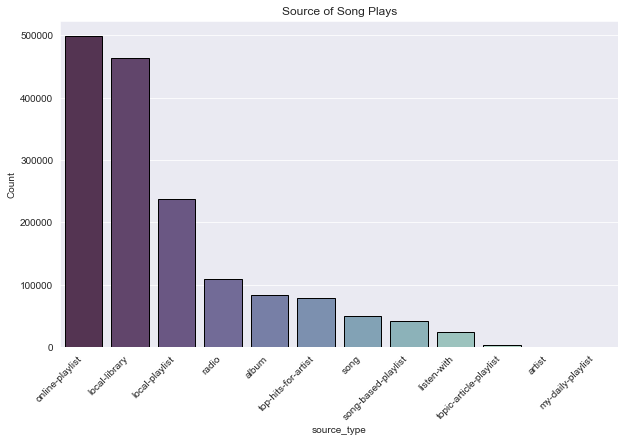 Source of Song Plays
500000
400000
300000
200000
100000
0
Count
online-playlist
local-library
local-playlist
radio
album
top-hits-for-artist
song
song-based-playlist
listen-with
topic-article-playlist
artist
my-daily-playlist
source_type